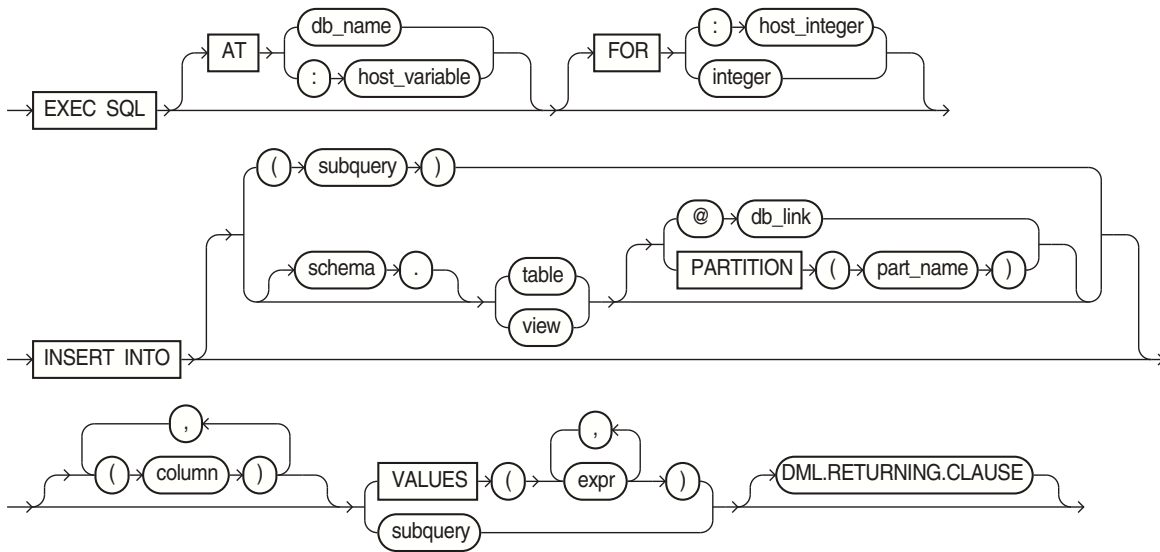 db_name : host_integer
AT FOR
: host_variable integer
EXEC SQL
( subquery )
@ db_link
schema . table PARTITION ( part_name )
view
INSERT INTO
, ,
( column ) VALUES ( expr ) DML.RETURNING.CLAUSE
subquery